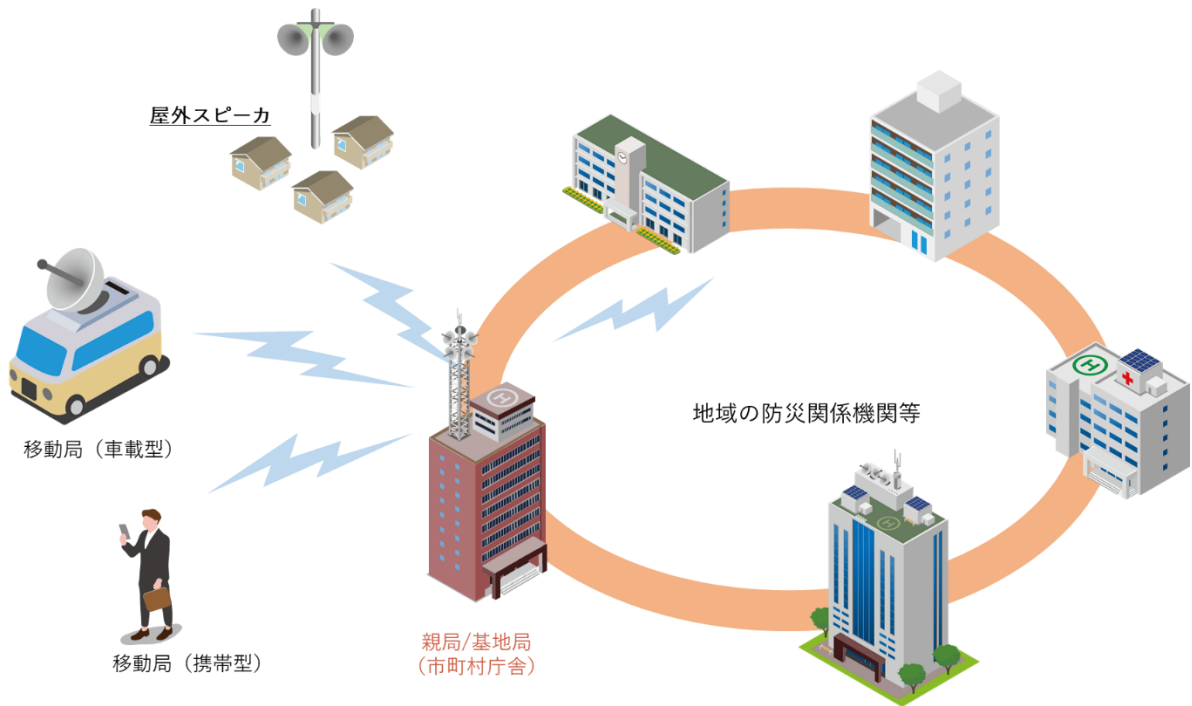 屋外スピーカ
地域の防災関係機関等
移動局（車載型）
移動局（携帯型）
親局/基地局
（市町村庁舎）
H
H
H